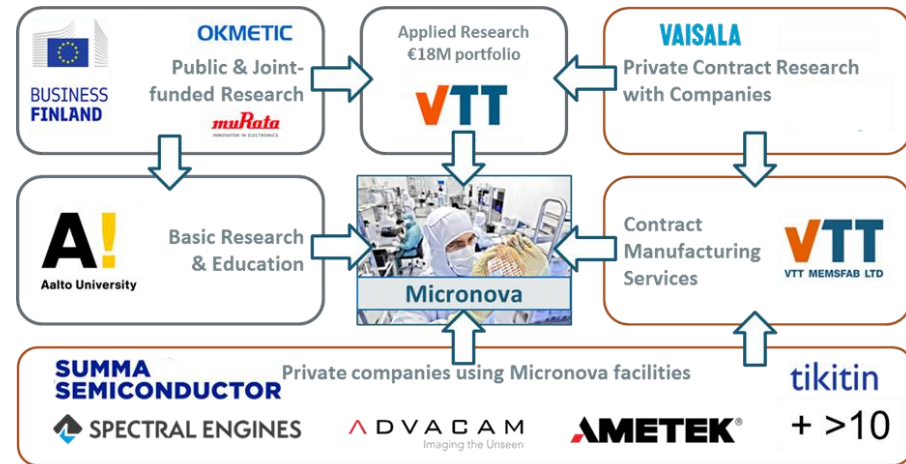 BUSINESS
FINLAND
OKMETIC
Public & Joint-
funded Research
muRata
INNOVATOR IN ELECTRONICS
Applied Research
€18M portfolio
VTT
VAISALA
Private Contract Research
with Companies
A!
Aalto University
Basic Research
& Education
Micronova
Contract
Manufacturing
Services
VTT
VTT MEMSFAB LTD
Private companies using Micronova facilities
SUMMA
SEMICONDUCTOR
SPECTRAL ENGINES
ADVACAM
Imaging the Unseen
AMETEK®
tikitin
+ >10